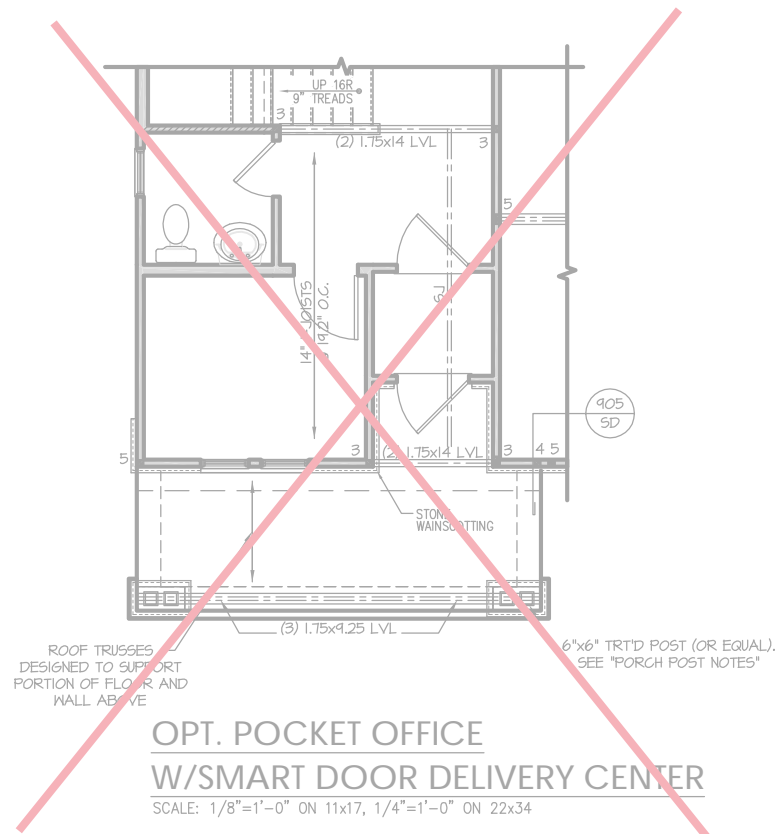 UP 16R
9" TREADS
3
(2) 1.75x14 LVL
3
5
14" JOISTS
19.2" O.C.
905
SD
5
3
(2) 1.75x14 LVL
3
4 5
STONE
WAINSCOTTING
(3) 1.75x9.25 LVL
ROOF TRUSSES
DESIGNED TO SUPPORT
PORTION OF FLOOR AND
WALL ABOVE
6"x6" TRT'D POST (OR EQUAL).
SEE "PORCH POST NOTES"
OPT. POCKET OFFICE
W/SMART DOOR DELIVERY CENTER
SCALE: 1/8"=1'-0" ON 11x17, 1/4"=1'-0" ON 22x34